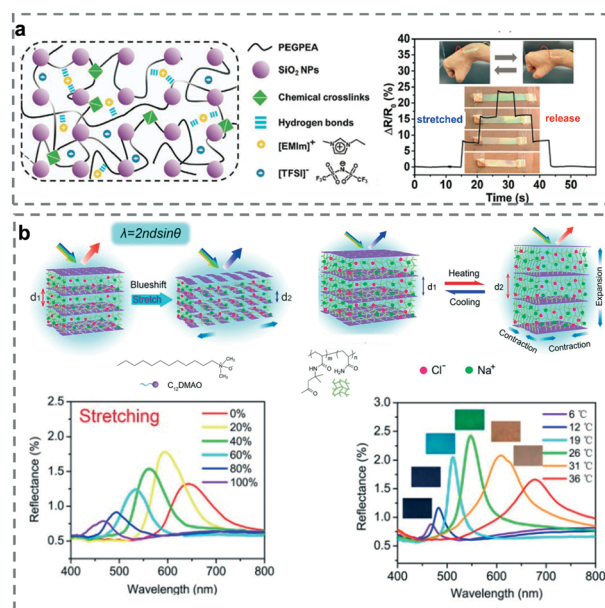 a
PEGPEA
SiO₂ NPs
Chemical crosslinks
Hydrogen bonds
[EMIm]⁺
[TFSI]⁻
F₃C
CF₃
ΔR/R₀ (%)
40
35
30
25
20
15
10
5
0
stretched
release
0 10 20 30 40 50
Time (s)
b
λ=2ndsinθ
d₁
Blueshift
Stretch
d₂
d1
Heating
Cooling
d2
Expansion
Contraction
Contraction
C₁₂DMAO
Cl⁻
Na⁺
Stretching
0%
20%
40%
60%
80%
100%
Reflectance (%)
2.5
2.0
1.5
1.0
0.5
400 500 600 700 800
Wavelength (nm)
6 ℃
12 ℃
19 ℃
26 ℃
31 ℃
36 ℃
Reflectance (%)
3.0
2.5
2.0
1.5
1.0
0.5
400 500 600 700 800
Wavelength (nm)